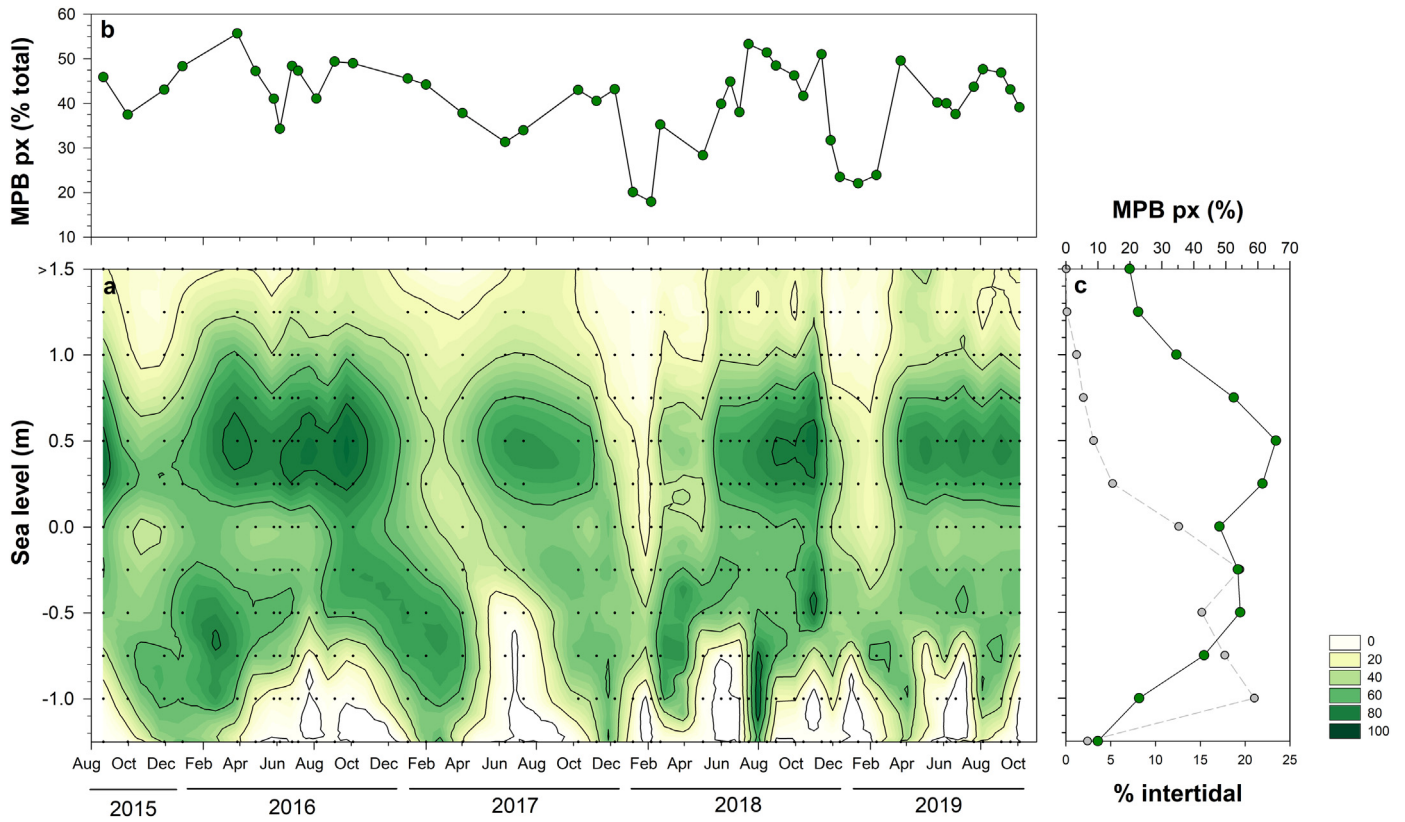 b
MPB px (% total)
60
50
40
30
20
10
a
Sea level (m)
>1.5
1.0
0.5
0.0
-0.5
-1.0
Aug Oct Dec Feb Apr Jun Aug Oct Dec Feb Apr Jun Aug Oct Dec Feb Apr Jun Aug Oct Dec Feb Apr Jun Aug Oct
2015 2016 2017 2018 2019
MPB px (%)
0 10 20 30 40 50 60 70
c
0 5 10 15 20 25
% intertidal
0
20
40
60
80
100